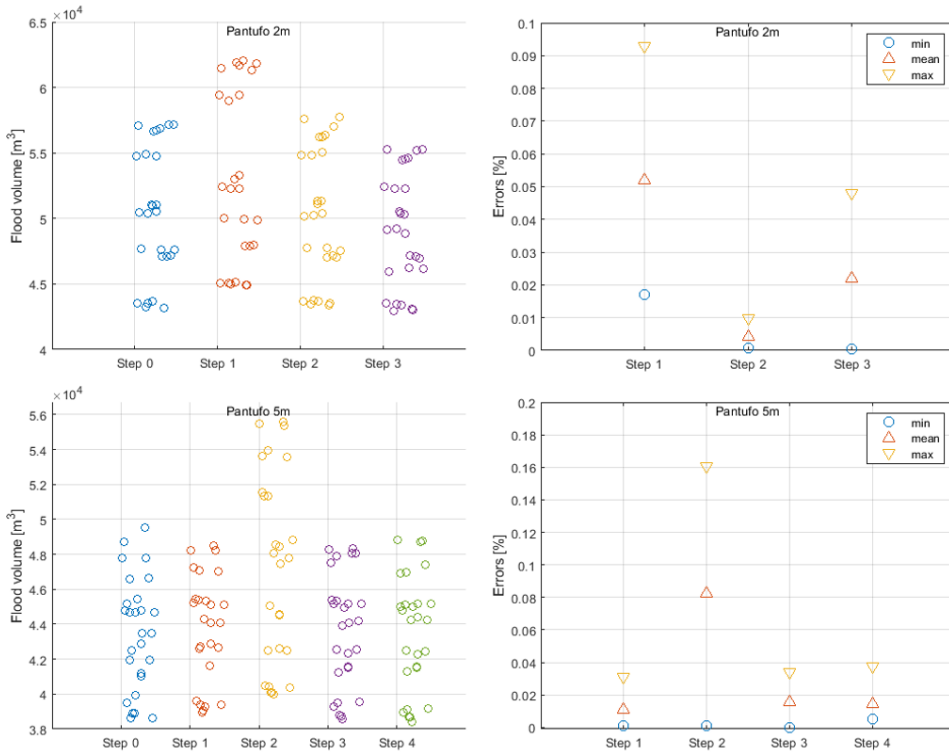 ×10⁴
Pantufo 2m
6.5
6
5.5
5
4.5
4
Flood volume [m³]
Step 0
Step 1
Step 2
Step 3
Pantufo 2m
0.1
0.09
0.08
0.07
0.06
0.05
0.04
0.03
0.02
0.01
0
Errors [%]
min
mean
max
Step 1
Step 2
Step 3
×10⁴
Pantufo 5m
5.6
5.4
5.2
5
4.8
4.6
4.4
4.2
4
3.8
Flood volume [m³]
Step 0
Step 1
Step 2
Step 3
Step 4
Pantufo 5m
0.2
0.18
0.16
0.14
0.12
0.1
0.08
0.06
0.04
0.02
0
Errors [%]
min
mean
max
Step 1
Step 2
Step 3
Step 4